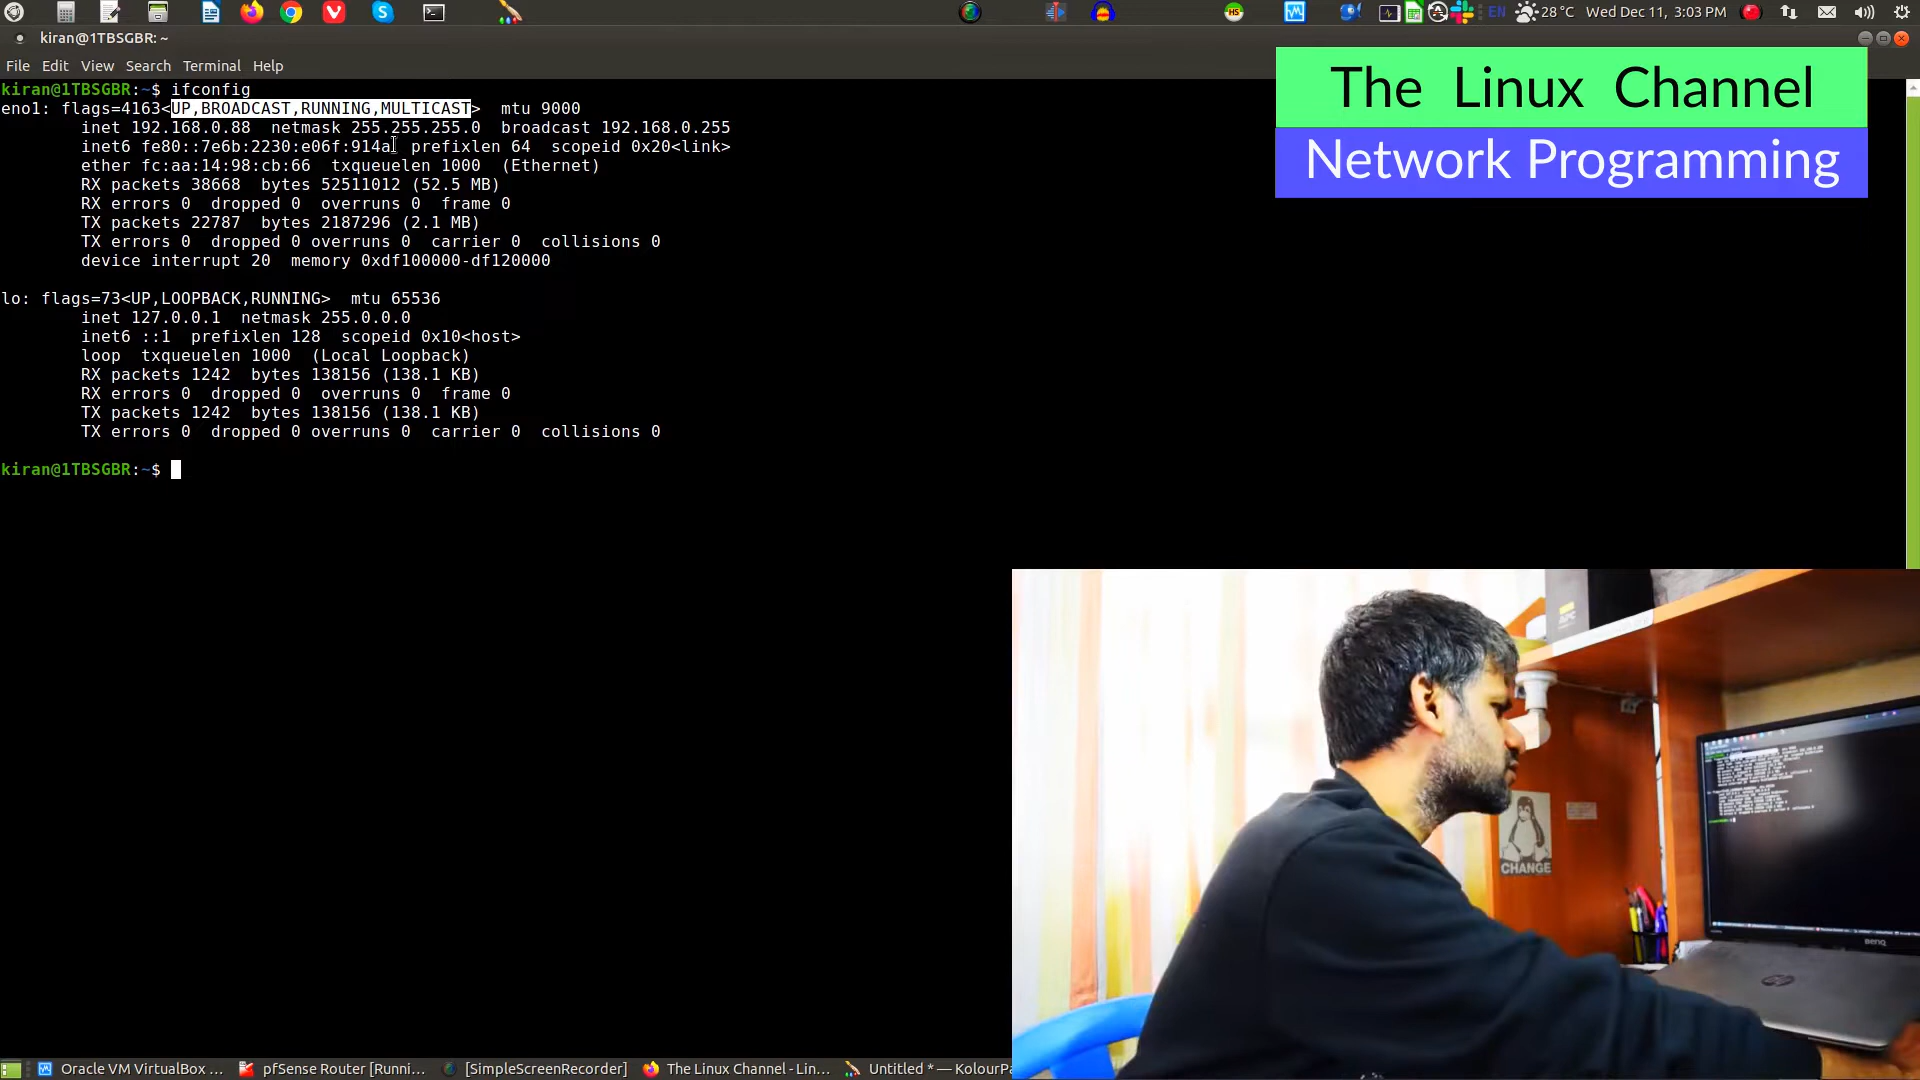 EN 28 °C Wed Dec 11, 3:03 PM
kiran@1TBSGBR: ~
File Edit View Search Terminal Help
The Linux Channel
Network Programming
kiran@1TBSGBR:~$ ifconfig
eno1: flags=4163<UP,BROADCAST,RUNNING,MULTICAST> mtu 9000
inet 192.168.0.88 netmask 255.255.255.0 broadcast 192.168.0.255
inet6 fe80::7e6b:2230:e06f:914a prefixlen 64 scopeid 0x20<link>
ether fc:aa:14:98:cb:66 txqueuelen 1000 (Ethernet)
RX packets 38668 bytes 52511012 (52.5 MB)
RX errors 0 dropped 0 overruns 0 frame 0
TX packets 22787 bytes 2187296 (2.1 MB)
TX errors 0 dropped 0 overruns 0 carrier 0 collisions 0
device interrupt 20 memory 0xdf100000-df120000
lo: flags=73<UP,LOOPBACK,RUNNING> mtu 65536
inet 127.0.0.1 netmask 255.0.0.0
inet6 ::1 prefixlen 128 scopeid 0x10<host>
loop txqueuelen 1000 (Local Loopback)
RX packets 1242 bytes 138156 (138.1 KB)
RX errors 0 dropped 0 overruns 0 frame 0
TX packets 1242 bytes 138156 (138.1 KB)
TX errors 0 dropped 0 overruns 0 carrier 0 collisions 0
kiran@1TBSGBR:~$
APC
CHANGE
BenQ
Oracle VM VirtualBox ... pfSense Router [Runni... [SimpleScreenRecorder] The Linux Channel - Lin... Untitled * — KolourPa